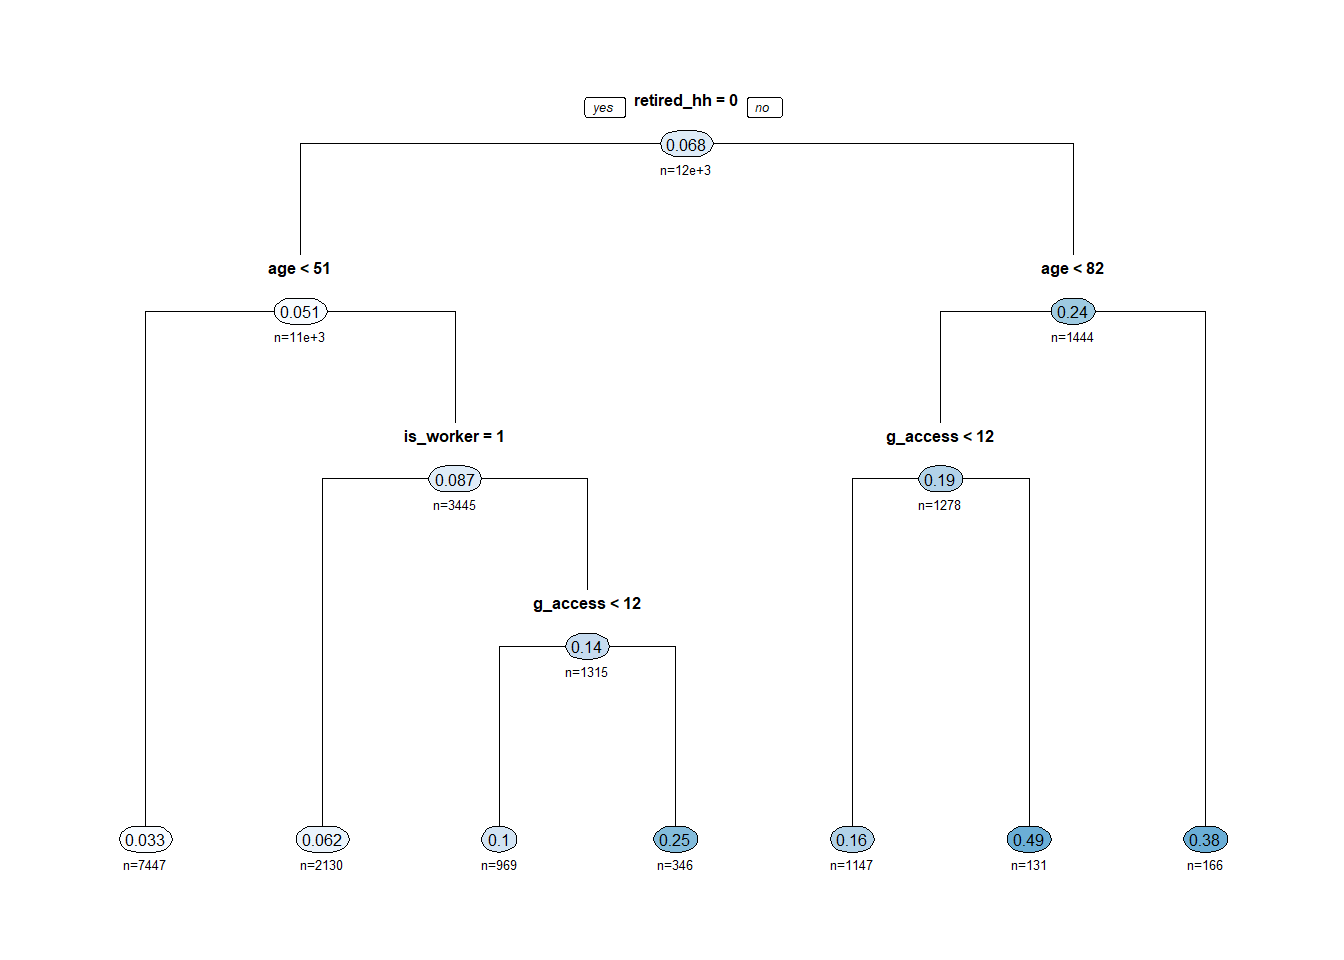 yes retired_hh = 0 no
0.068
n=12e+3
age < 51 age < 82
0.051 0.24
n=11e+3 n=1444
is_worker = 1 g_access < 12
0.087 0.19
n=3445 n=1278
g_access < 12
0.14
n=1315
0.033 0.062 0.1 0.25 0.16 0.49 0.38
n=7447 n=2130 n=969 n=346 n=1147 n=131 n=166